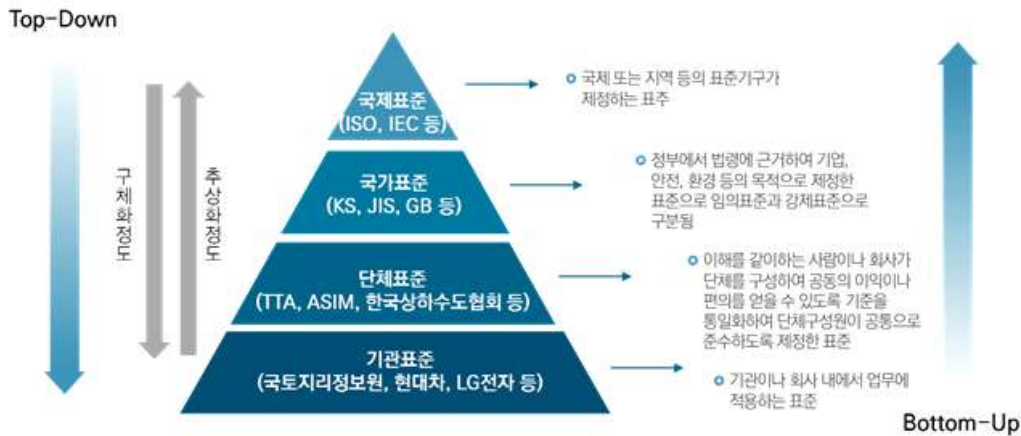 Top-Down
구체화정도
추상화정도
국제표준
(ISO, IEC 등)
국제 또는 지역 등의 표준기구가
제정하는 표주
국가표준
(KS, JIS, GB 등)
정부에서 법령에 근거하여 기업,
안전, 환경 등의 목적으로 제정한
표준으로 임의표준과 강제표준으로
구분됨
단체표준
(TTA, ASIM, 한국상하수도협회 등)
이해를 같이하는 사람이나 회사가
단체를 구성하여 공동의 이익이나
편의를 얻을 수 있도록 기준을
통일화하여 단체구성원이 공통으로
준수하도록 제정한 표준
기관표준
(국토지리정보원, 현대차, LG전자 등)
기관이나 회사 내에서 업무에
적용하는 표준
Bottom-Up